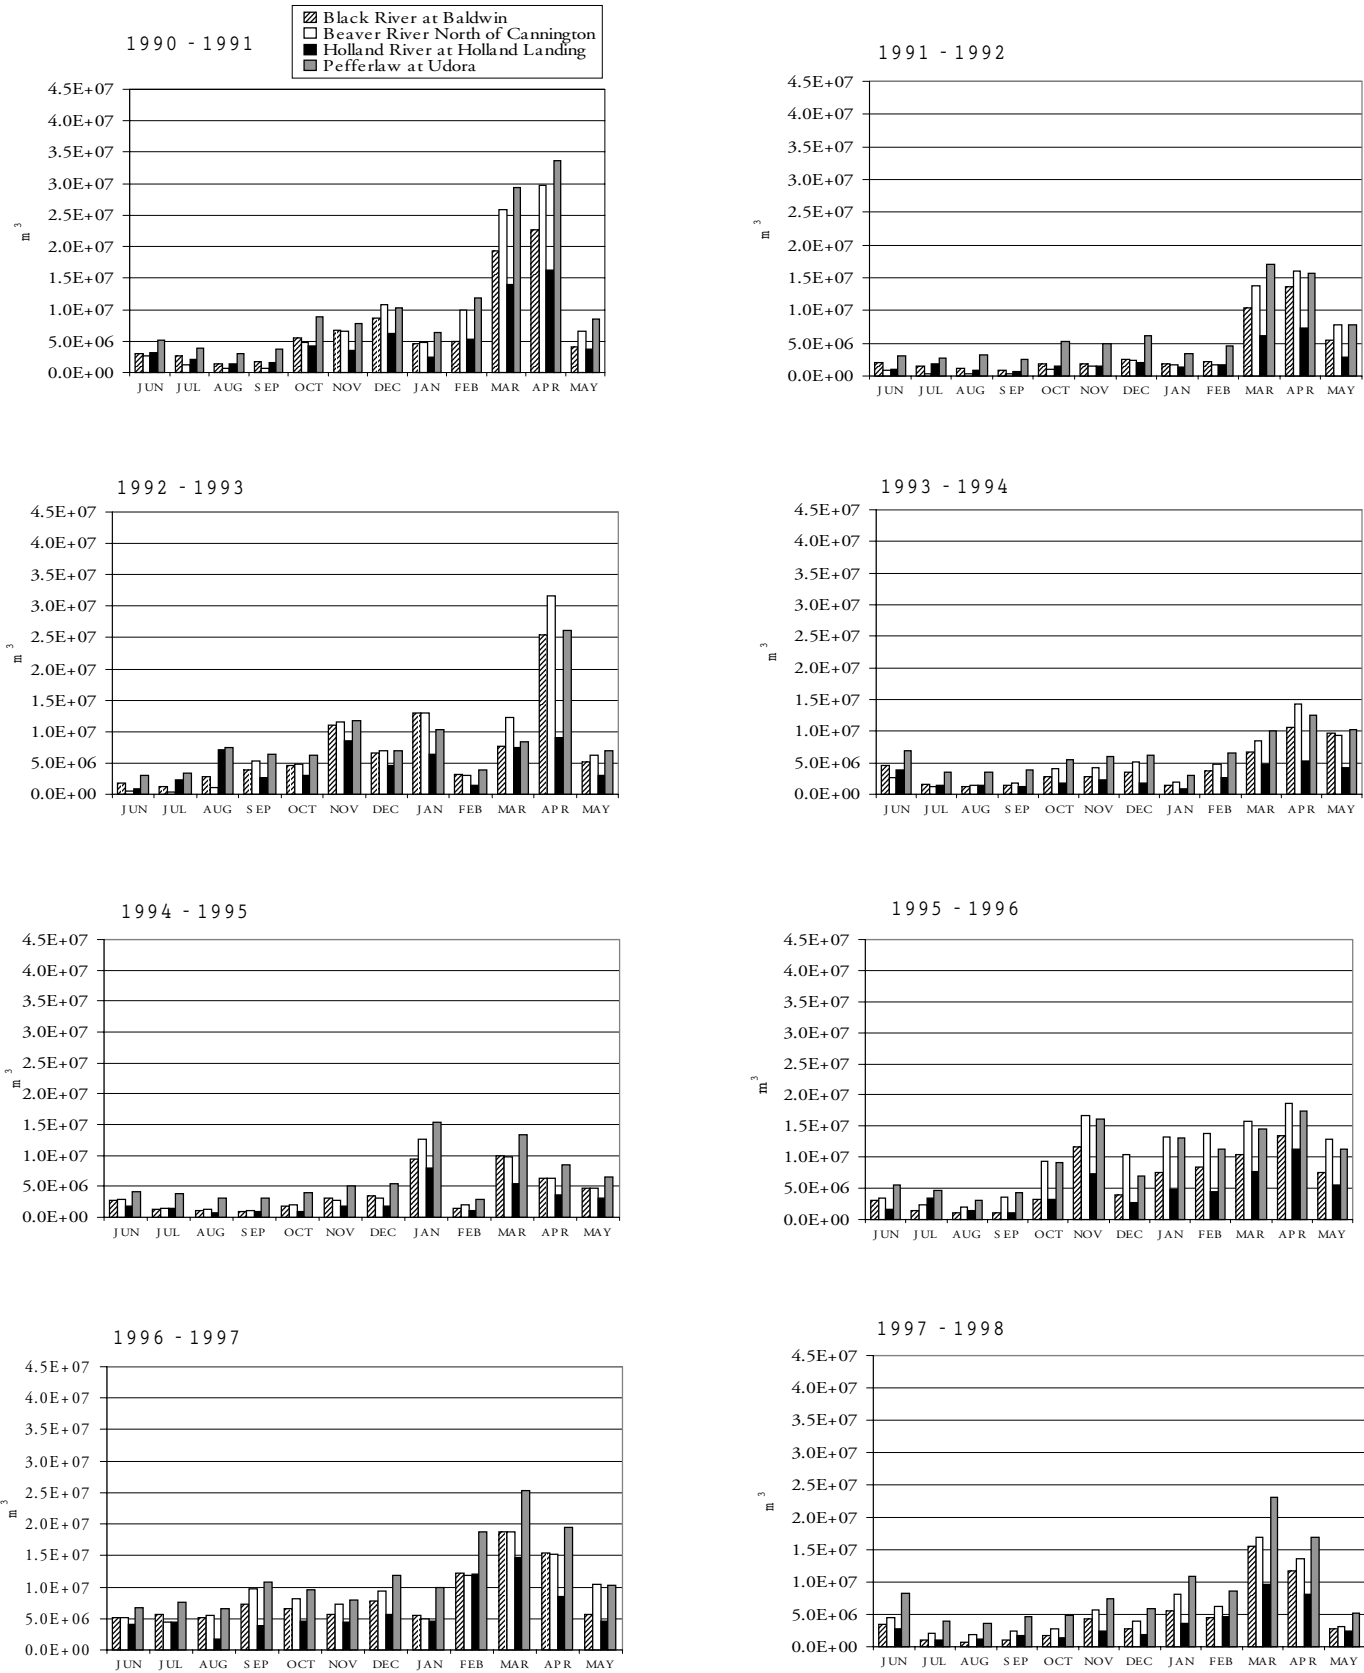 1990 - 1991
Black River at Baldwin
Beaver River North of Cannington
Holland River at Holland Landing
Pefferlaw at Udora
4.5E+07
4.0E+07
3.5E+07
3.0E+07
2.5E+07
2.0E+07
1.5E+07
1.0E+07
5.0E+06
0.0E+00
m³
JUN JUL AUG SEP OCT NOV DEC JAN FEB MAR APR MAY
1991 - 1992
4.5E+07
4.0E+07
3.5E+07
3.0E+07
2.5E+07
2.0E+07
1.5E+07
1.0E+07
5.0E+06
0.0E+00
m³
JUN JUL AUG SEP OCT NOV DEC JAN FEB MAR APR MAY
1992 - 1993
4.5E+07
4.0E+07
3.5E+07
3.0E+07
2.5E+07
2.0E+07
1.5E+07
1.0E+07
5.0E+06
0.0E+00
m³
JUN JUL AUG SEP OCT NOV DEC JAN FEB MAR APR MAY
1993 - 1994
4.5E+07
4.0E+07
3.5E+07
3.0E+07
2.5E+07
2.0E+07
1.5E+07
1.0E+07
5.0E+06
0.0E+00
m³
JUN JUL AUG SEP OCT NOV DEC JAN FEB MAR APR MAY
1994 - 1995
4.5E+07
4.0E+07
3.5E+07
3.0E+07
2.5E+07
2.0E+07
1.5E+07
1.0E+07
5.0E+06
0.0E+00
m³
JUN JUL AUG SEP OCT NOV DEC JAN FEB MAR APR MAY
1995 - 1996
4.5E+07
4.0E+07
3.5E+07
3.0E+07
2.5E+07
2.0E+07
1.5E+07
1.0E+07
5.0E+06
0.0E+00
m³
JUN JUL AUG SEP OCT NOV DEC JAN FEB MAR APR MAY
1996 - 1997
4.5E+07
4.0E+07
3.5E+07
3.0E+07
2.5E+07
2.0E+07
1.5E+07
1.0E+07
5.0E+06
0.0E+00
m³
JUN JUL AUG SEP OCT NOV DEC JAN FEB MAR APR MAY
1997 - 1998
4.5E+07
4.0E+07
3.5E+07
3.0E+07
2.5E+07
2.0E+07
1.5E+07
1.0E+07
5.0E+06
0.0E+00
m³
JUN JUL AUG SEP OCT NOV DEC JAN FEB MAR APR MAY